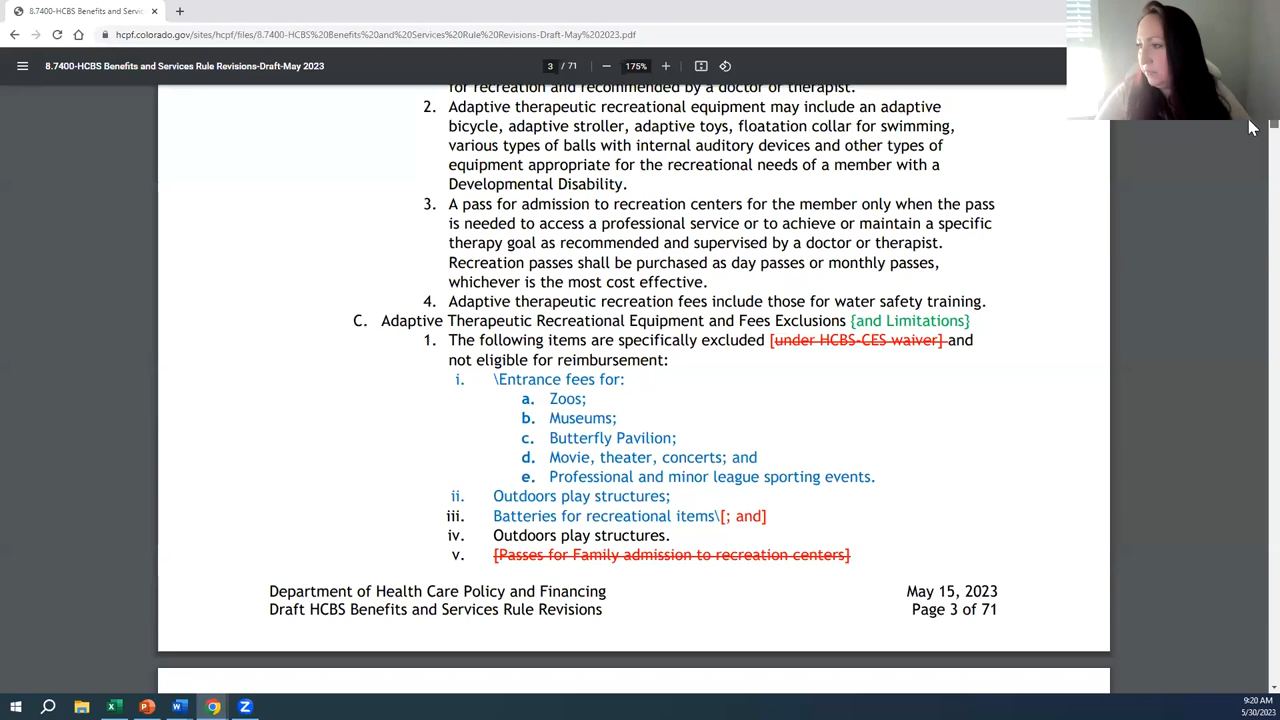 8.7400-HCBS Benefits and Servic
hcpf.colorado.gov/sites/hcpf/files/8.7400-HCBS%20Benefits%20and%20Services%20Rule%20Revisions-Draft-May%202023.pdf
8.7400-HCBS Benefits and Services Rule Revisions-Draft-May 2023
3 / 71
175%
for recreation and recommended by a doctor or therapist.
2. Adaptive therapeutic recreational equipment may include an adaptive
bicycle, adaptive stroller, adaptive toys, floatation collar for swimming,
various types of balls with internal auditory devices and other types of
equipment appropriate for the recreational needs of a member with a
Developmental Disability.
3. A pass for admission to recreation centers for the member only when the pass
is needed to access a professional service or to achieve or maintain a specific
therapy goal as recommended and supervised by a doctor or therapist.
Recreation passes shall be purchased as day passes or monthly passes,
whichever is the most cost effective.
4. Adaptive therapeutic recreation fees include those for water safety training.
C. Adaptive Therapeutic Recreational Equipment and Fees Exclusions {and Limitations}
1. The following items are specifically excluded [under HCBS-CES waiver] and
not eligible for reimbursement:
i. \Entrance fees for:
a. Zoos;
b. Museums;
c. Butterfly Pavilion;
d. Movie, theater, concerts; and
e. Professional and minor league sporting events.
ii. Outdoors play structures;
iii. Batteries for recreational items\[; and]
iv. Outdoors play structures.
v. [Passes for Family admission to recreation centers]
Department of Health Care Policy and Financing
May 15, 2023
Draft HCBS Benefits and Services Rule Revisions
Page 3 of 71
9:20 AM
5/30/2023